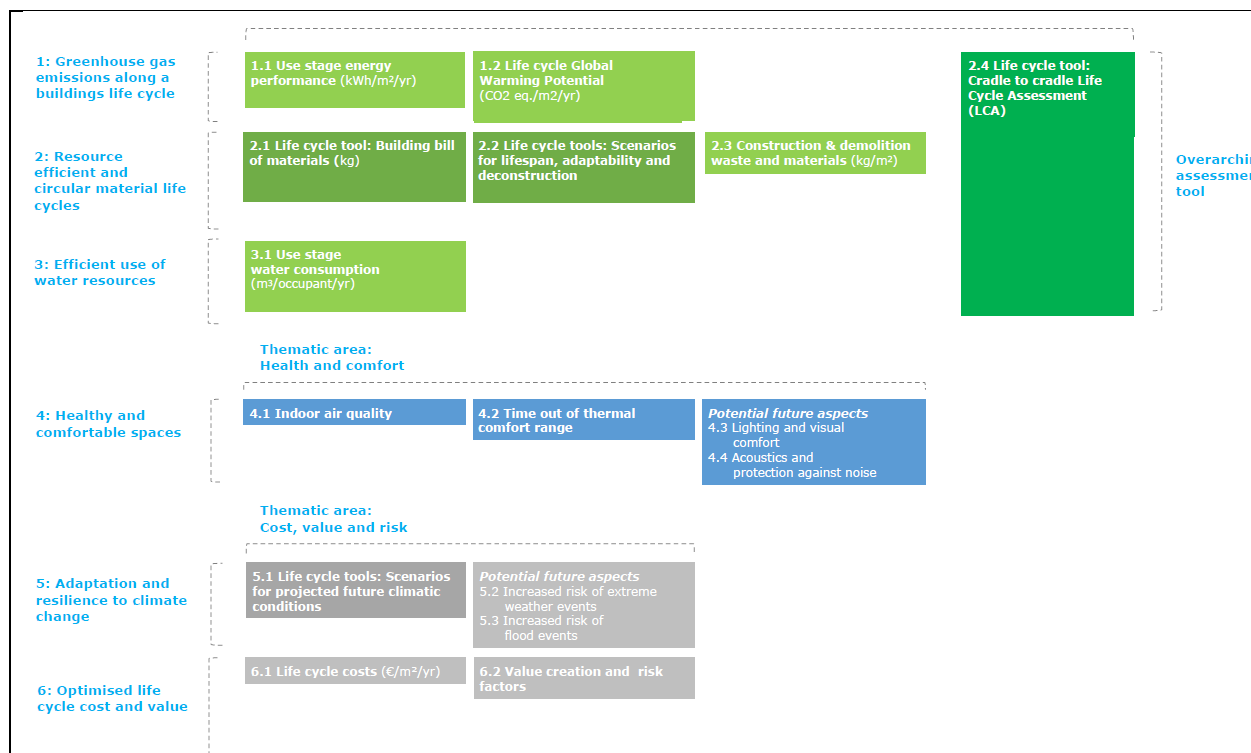 1: Greenhouse gas
emissions along a
buildings life cycle
1.1 Use stage energy
performance (kWh/m²/yr)
1.2 Life cycle Global
Warming Potential
(CO2 eq./m2/yr)
2.4 Life cycle tool:
Cradle to cradle Life
Cycle Assessment
(LCA)
2: Resource
efficient and
circular material life
cycles
2.1 Life cycle tool: Building bill
of materials (kg)
2.2 Life cycle tools: Scenarios
for lifespan, adaptability and
deconstruction
2.3 Construction & demolition
waste and materials (kg/m²)
Overarchin
assessmen
tool
3: Efficient use of
water resources
3.1 Use stage
water consumption
(m³/occupant/yr)
Thematic area:
Health and comfort
4: Healthy and
comfortable spaces
4.1 Indoor air quality
4.2 Time out of thermal
comfort range
Potential future aspects
4.3 Lighting and visual
comfort
4.4 Acoustics and
protection against noise
Thematic area:
Cost, value and risk
5: Adaptation and
resilience to climate
change
5.1 Life cycle tools: Scenarios
for projected future climatic
conditions
Potential future aspects
5.2 Increased risk of extreme
weather events
5.3 Increased risk of
flood events
6: Optimised life
cycle cost and value
6.1 Life cycle costs (€/m²/yr)
6.2 Value creation and risk
factors